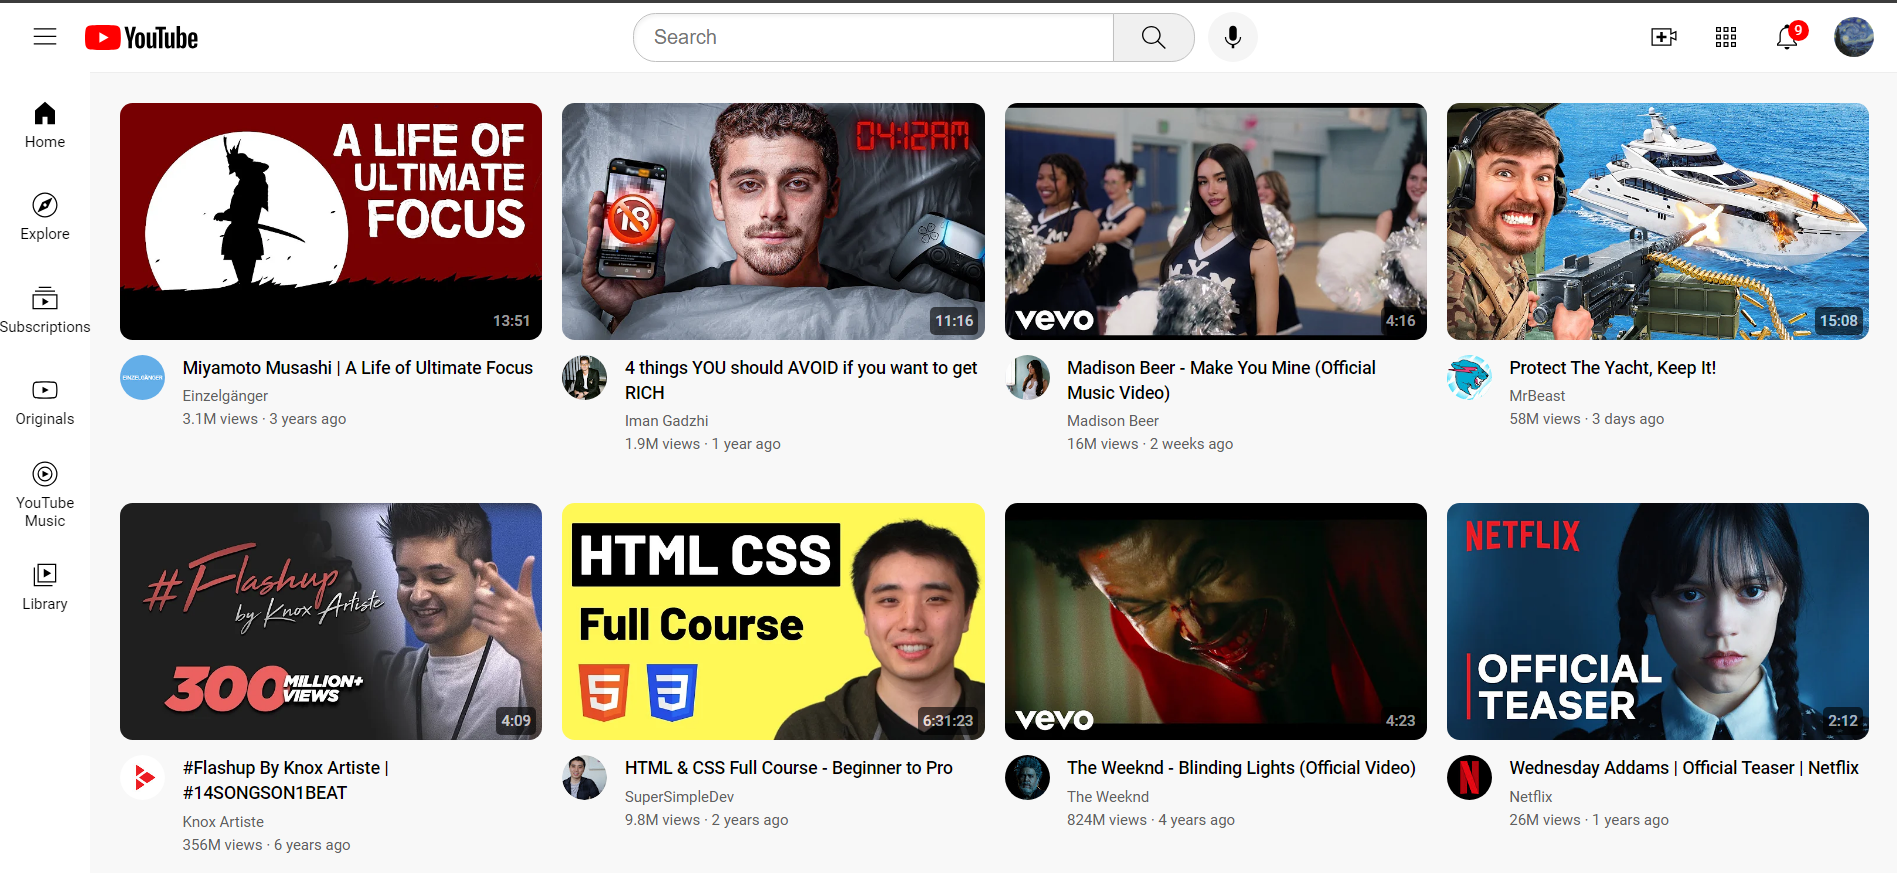 YouTube
Search
9
Home
Explore
Subscriptions
Originals
YouTube
Music
Library
A LIFE OF
ULTIMATE
FOCUS
13:51
Miyamoto Musashi | A Life of Ultimate Focus
EINZELGÄNGER
Einzelgänger
3.1M views · 3 years ago
04:12AM
18
11:16
4 things YOU should AVOID if you want to get
RICH
Iman Gadzhi
1.9M views · 1 year ago
vevo
4:16
Madison Beer - Make You Mine (Official
Music Video)
Madison Beer
16M views · 2 weeks ago
15:08
Protect The Yacht, Keep It!
MrBeast
58M views · 3 days ago
#Flashup
by Knox Artiste
300 MILLION+
VIEWS
4:09
#Flashup By Knox Artiste |
#14SONGSON1BEAT
Knox Artiste
356M views · 6 years ago
HTML CSS
Full Course
5 3
6:31:23
HTML & CSS Full Course - Beginner to Pro
SuperSimpleDev
9.8M views · 2 years ago
vevo
4:23
The Weeknd - Blinding Lights (Official Video)
The Weeknd
824M views · 4 years ago
NETFLIX
OFFICIAL
TEASER
2:12
N
Wednesday Addams | Official Teaser | Netflix
Netflix
26M views · 1 years ago